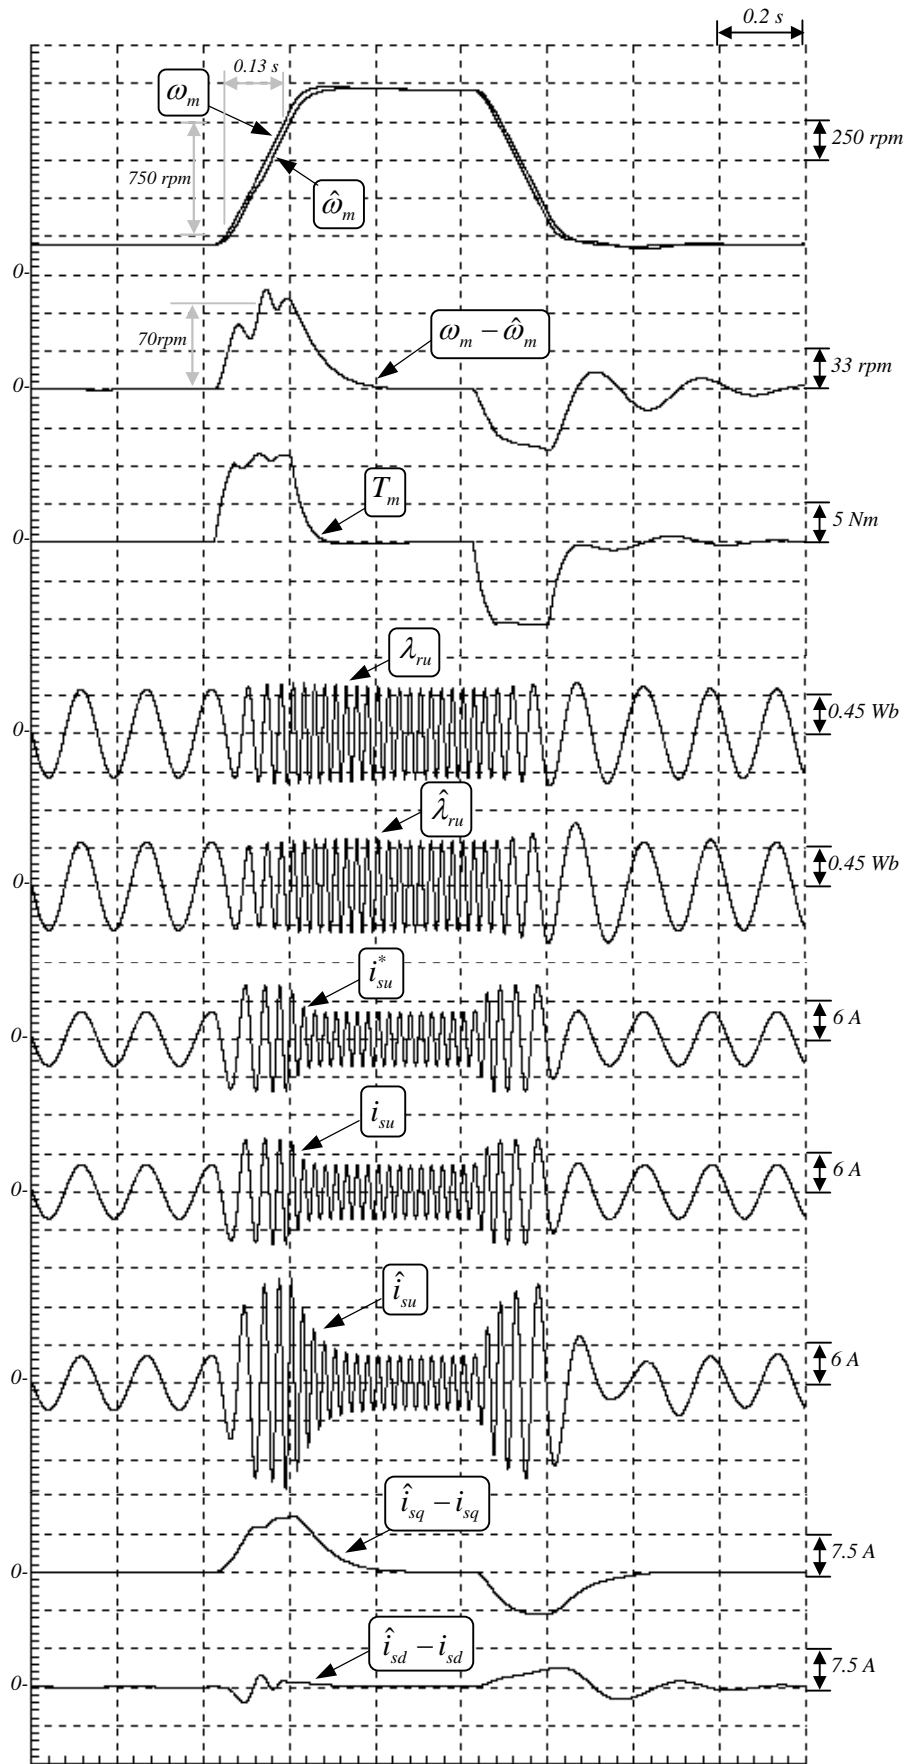 0.2 s
0.13 s
ω_m
250 rpm
750 rpm
ω̂_m
0-
70rpm
ω_m − ω̂_m
33 rpm
0-
T_m
5 Nm
0-
λ_ru
0.45 Wb
0-
λ̂_ru
0.45 Wb
0-
i*_su
6 A
0-
i_su
6 A
0-
î_su
6 A
0-
î_sq − i_sq
7.5 A
0-
î_sd − i_sd
7.5 A
0-